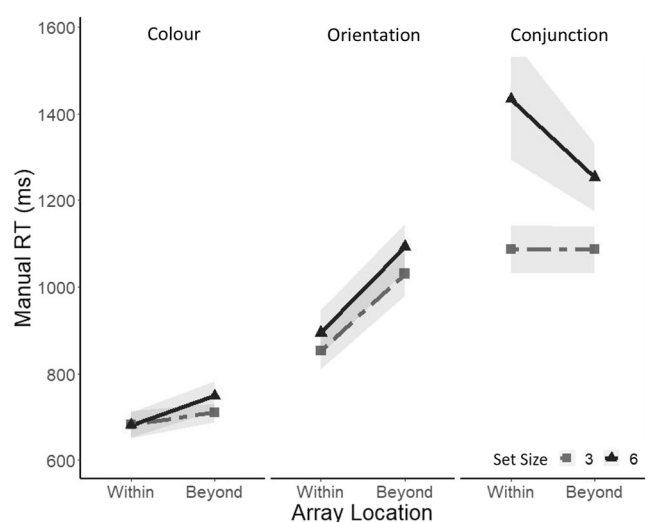 1600
Colour Orientation Conjunction
1400
1200
1000
800
600
Manual RT (ms)
Set Size 3 6
Within Beyond Within Beyond Within Beyond
Array Location